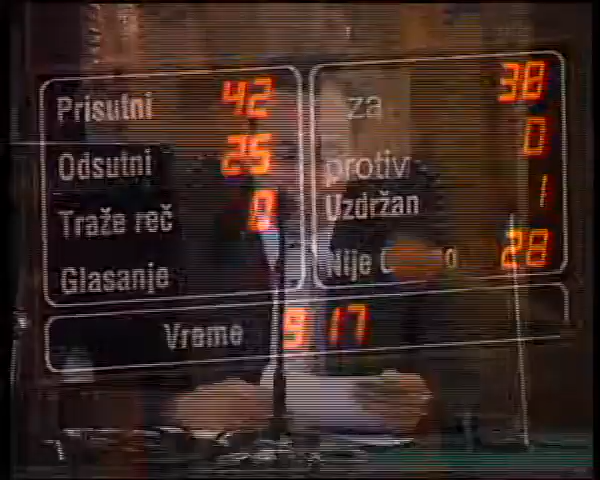 Prisutni 42
Odsutni 25
Traže reč 0
Glasanje
za 38
protiv 0
Uzdržan 1
Nije 28
Vreme 9 17